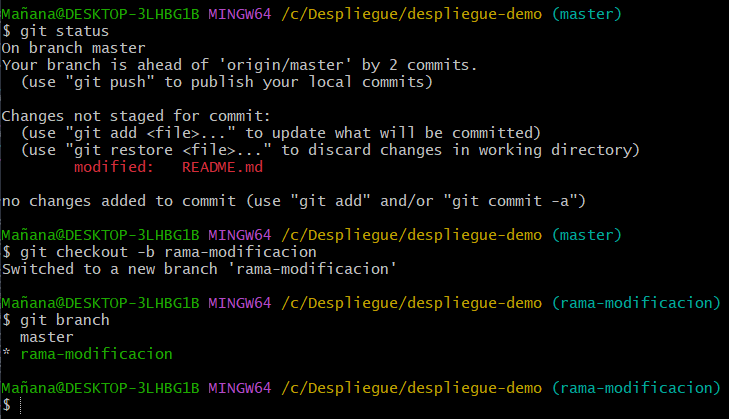 Mañana@DESKTOP-3LHBG1B MINGW64 /c/Despliegue/despliegue-demo (master)
$ git status
On branch master
Your branch is ahead of 'origin/master' by 2 commits.
  (use "git push" to publish your local commits)

Changes not staged for commit:
  (use "git add <file>..." to update what will be committed)
  (use "git restore <file>..." to discard changes in working directory)
        modified:   README.md

no changes added to commit (use "git add" and/or "git commit -a")

Mañana@DESKTOP-3LHBG1B MINGW64 /c/Despliegue/despliegue-demo (master)
$ git checkout -b rama-modificacion
Switched to a new branch 'rama-modificacion'

Mañana@DESKTOP-3LHBG1B MINGW64 /c/Despliegue/despliegue-demo (rama-modificacion)
$ git branch
  master
* rama-modificacion

Mañana@DESKTOP-3LHBG1B MINGW64 /c/Despliegue/despliegue-demo (rama-modificacion)
$